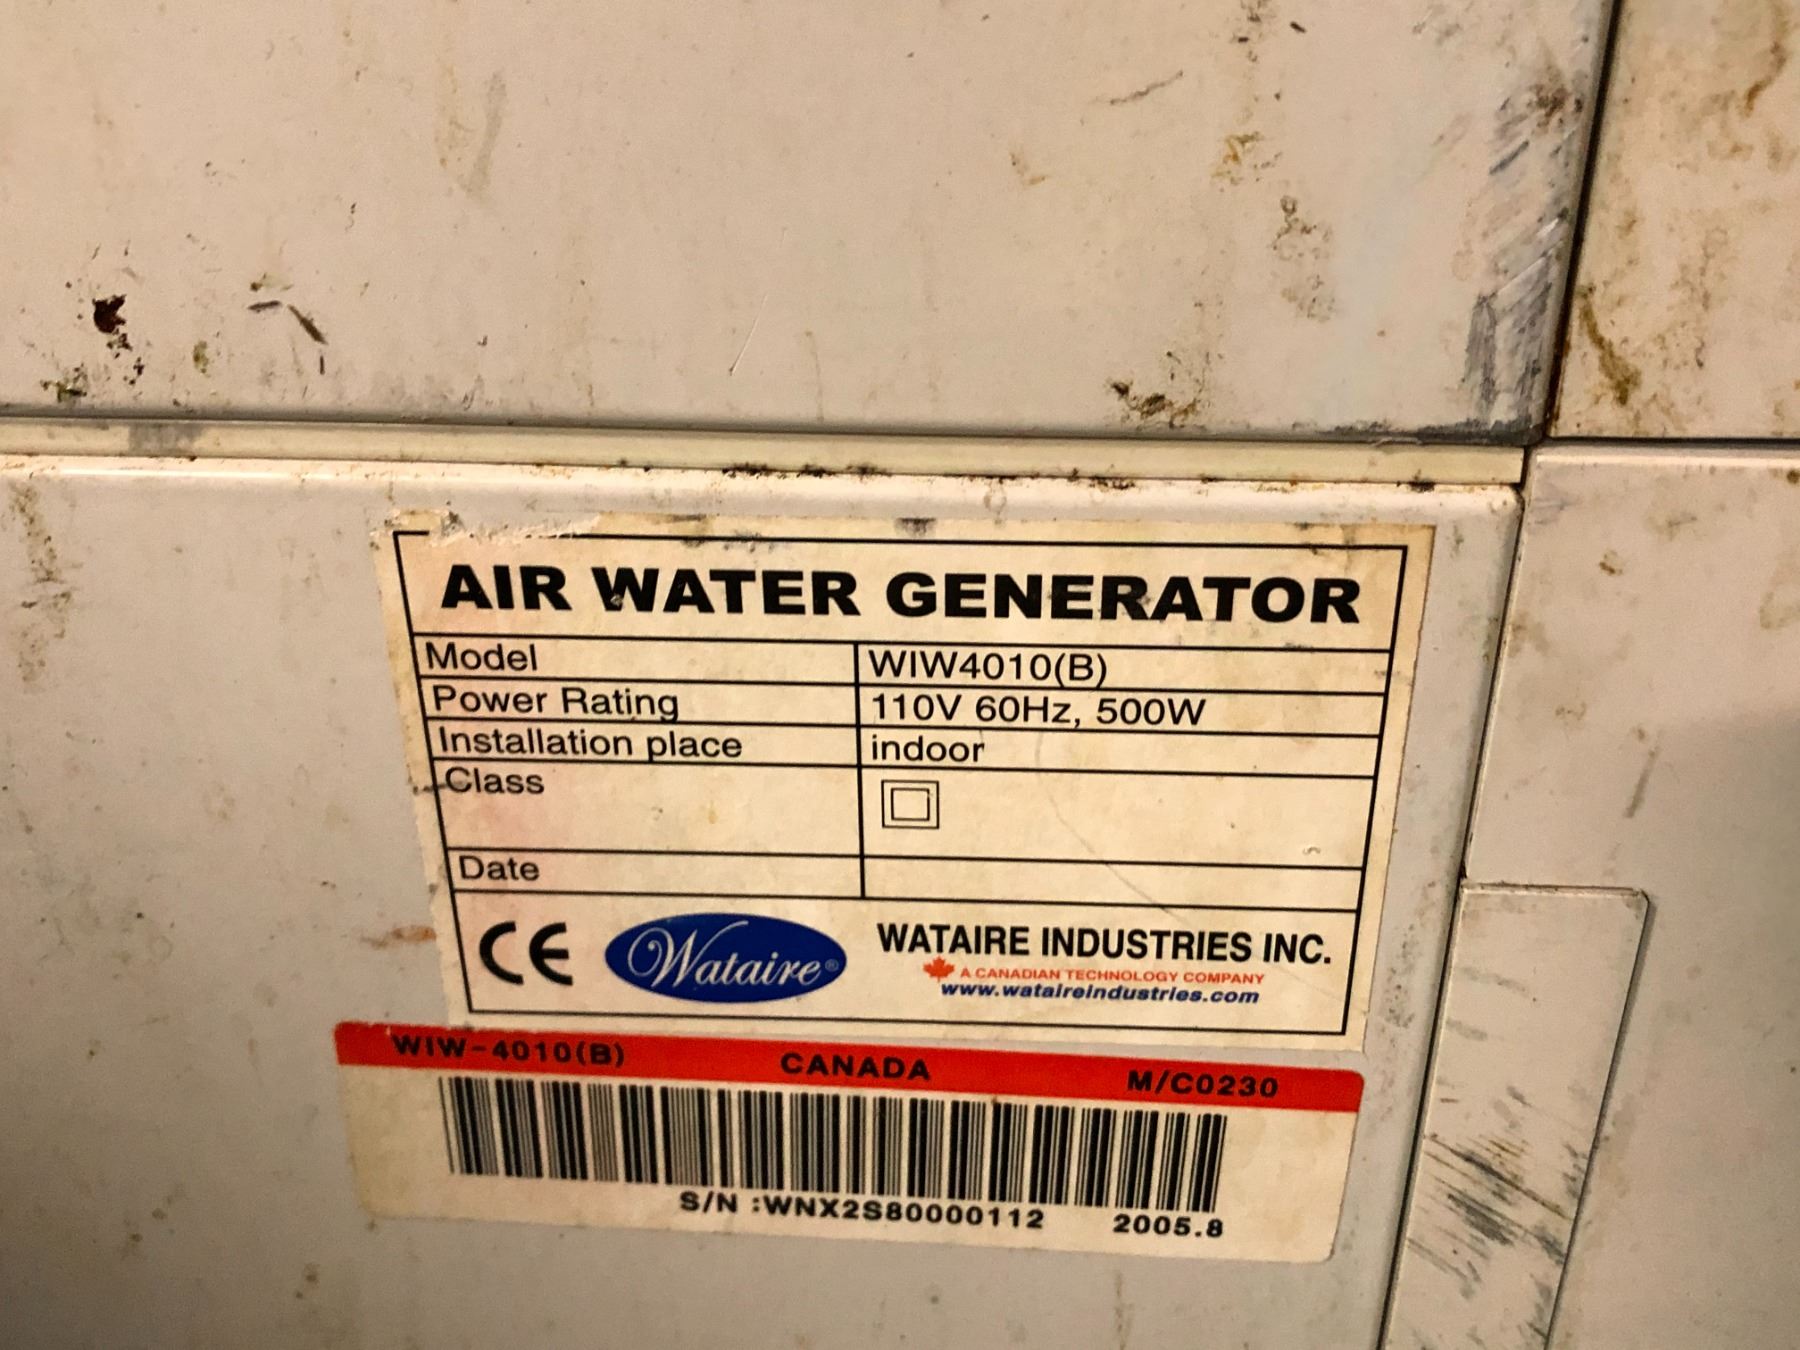 AIR WATER GENERATOR
Model WIW4010(B)
Power Rating 110V 60Hz, 500W
Installation place indoor
Class
Date
CE Wataire® WATAIRE INDUSTRIES INC.
A CANADIAN TECHNOLOGY COMPANY
www.wataireindustries.com
WIW-4010(B) CANADA M/C0230
S/N :WNX2S80000112 2005.8